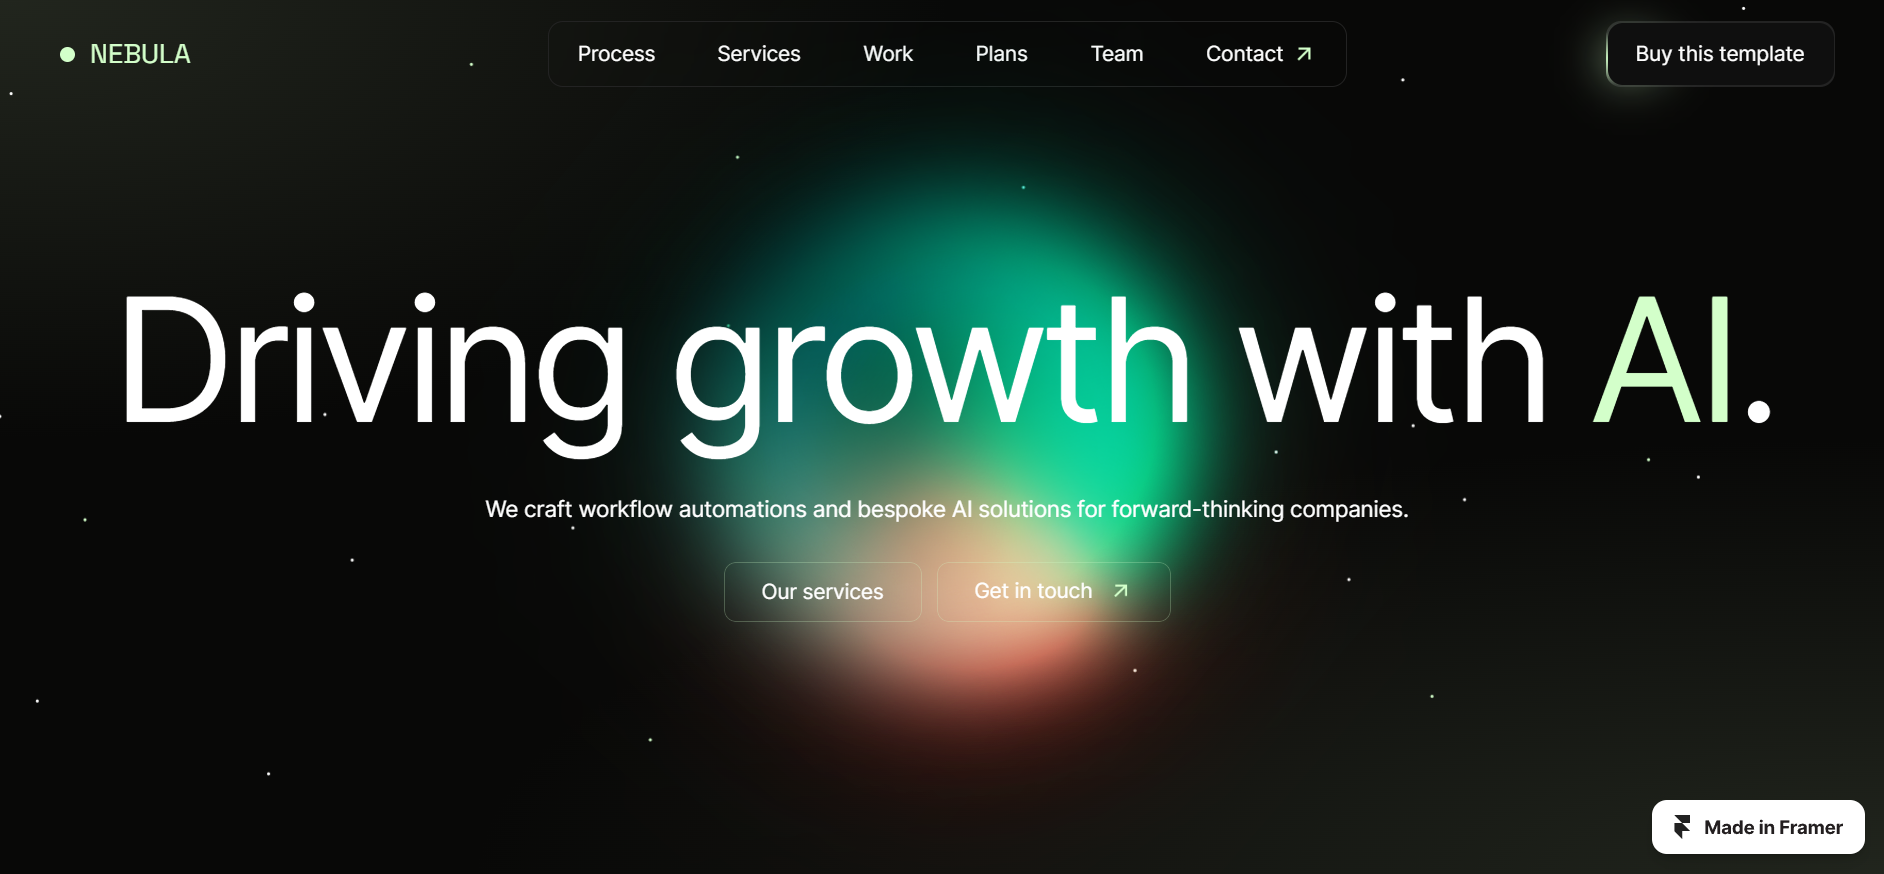 NEBULA
Process
Services
Work
Plans
Team
Contact
Buy this template
Driving growth with AI.
We craft workflow automations and bespoke AI solutions for forward-thinking companies.
Our services
Get in touch
Made in Framer